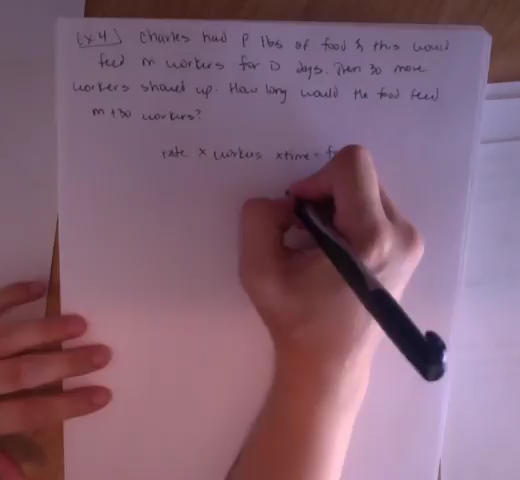 Ex 4] Charles had P lbs of food & this would
feed m workers for D days. Then 30 more
workers showed up. How long would the food feed
m + 30 workers?
rate x workers x time =